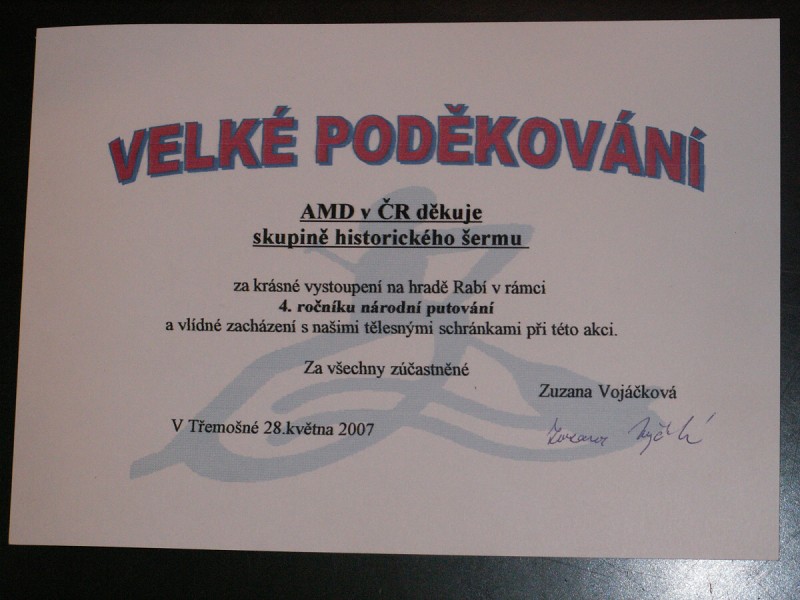 VELKÉ PODĚKOVÁNÍ
AMD v ČR děkuje
skupině historického šermu
za krásné vystoupení na hradě Rabí v rámci
4. ročníku národní putování
a vlídné zacházení s našimi tělesnými schránkami při této akci.
Za všechny zúčastněné
Zuzana Vojáčková
V Třemošné 28.května 2007